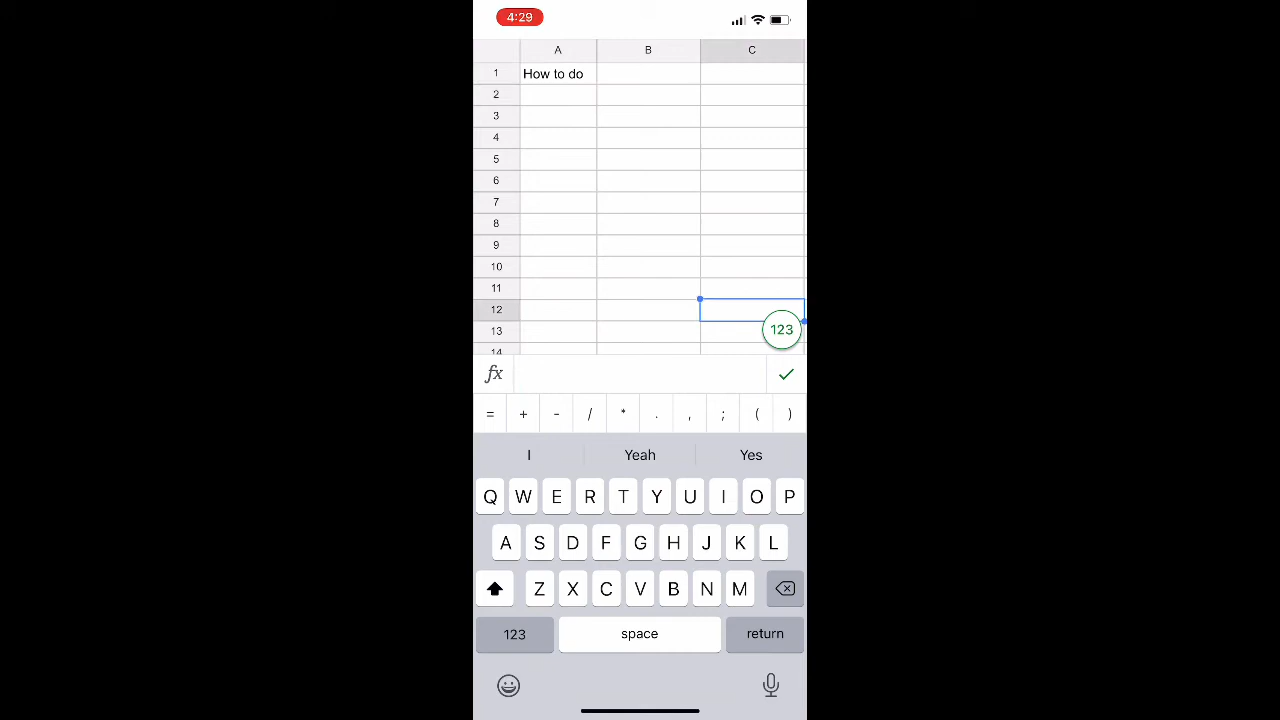 4:29
A B C
1 How to do
2
3
4
5
6
7
8
9
10
11
12
13
14
123
fx
= + - / * . , ; ( )
I Yeah Yes
Q W E R T Y U I O P
A S D F G H J K L
Z X C V B N M
123 space return